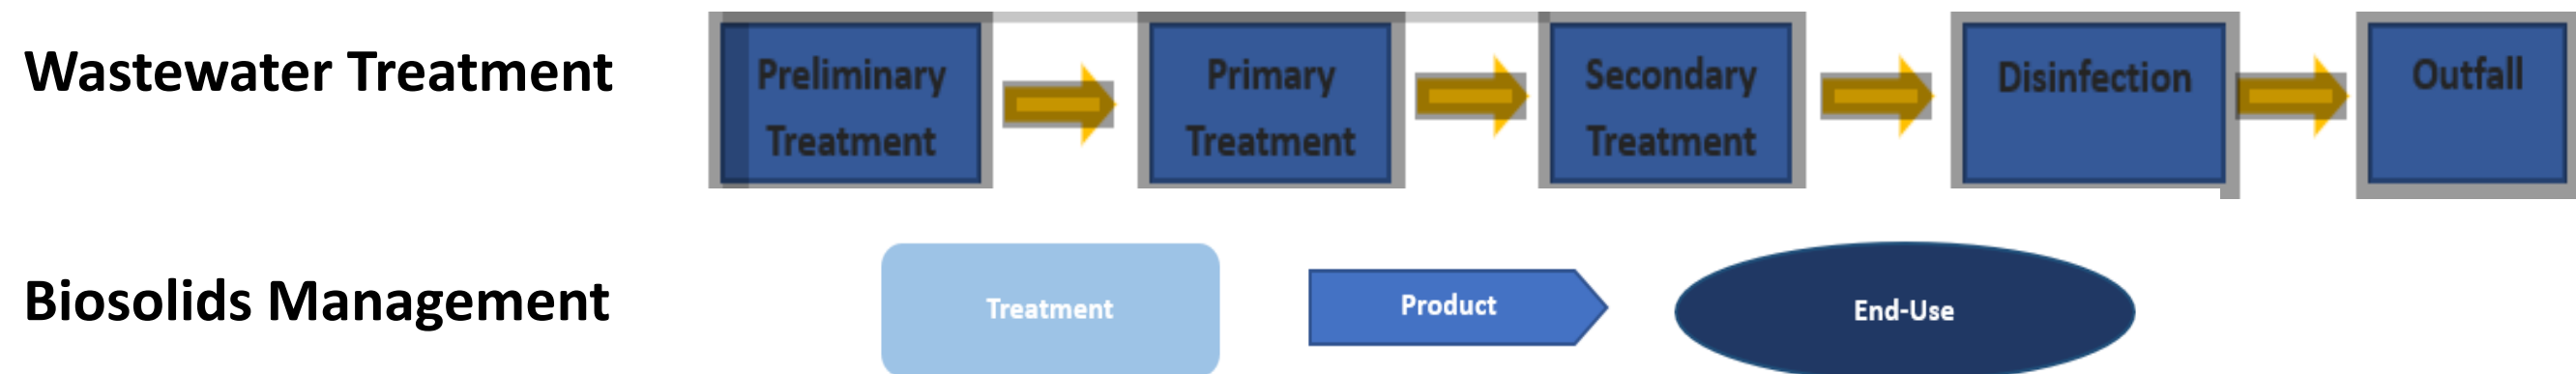 Wastewater Treatment
Preliminary
Treatment
Primary
Treatment
Secondary
Treatment
Disinfection
Outfall
Biosolids Management
Treatment
Product
End-Use